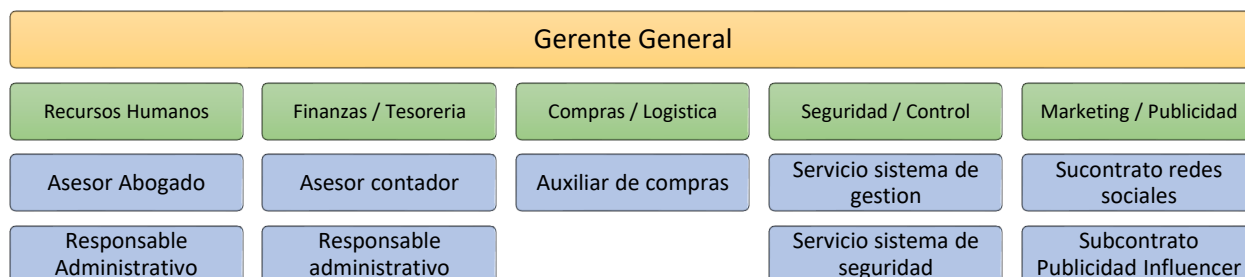 Gerente General
Recursos Humanos
Finanzas / Tesoreria
Compras / Logistica
Seguridad / Control
Marketing / Publicidad
Asesor Abogado
Asesor contador
Auxiliar de compras
Servicio sistema de
gestion
Sucontrato redes
sociales
Responsable
Administrativo
Responsable
administrativo
Servicio sistema de
seguridad
Subcontrato
Publicidad Influencer